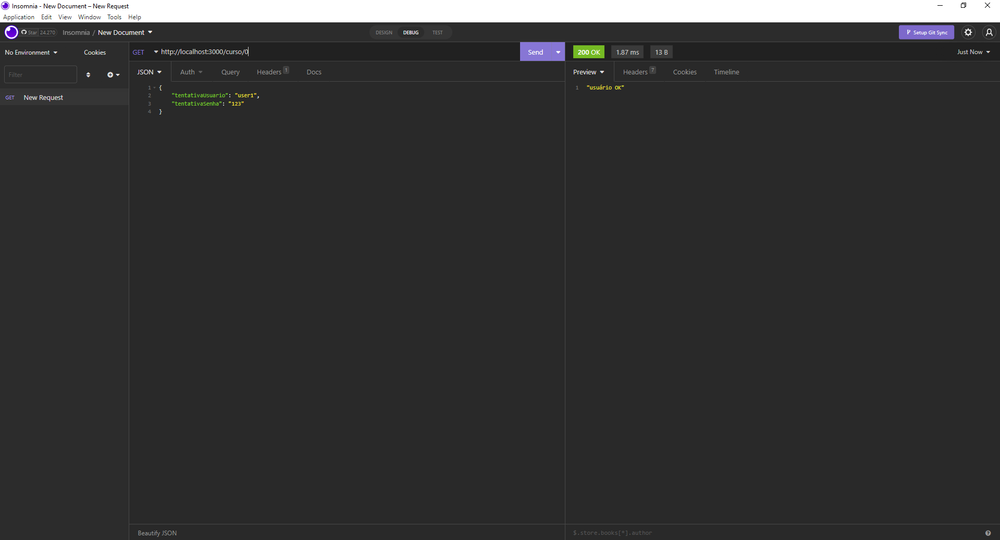 Insomnia - New Document – New Request
Application Edit View Window Tools Help
Star 24.270 Insomnia / New Document DESIGN DEBUG TEST Setup Git Sync
No Environment Cookies GET http://localhost:3000/curso/0 Send 200 OK 1.87 ms 13 B Just Now
Filter JSON Auth Query Headers 1 Docs Preview Headers 7 Cookies Timeline
GET New Request
1 {
2 "tentativaUsuario": "user1",
3 "tentativaSenha": "123"
4 }
1 "usuário OK"
Beautify JSON $.store.books[*].author